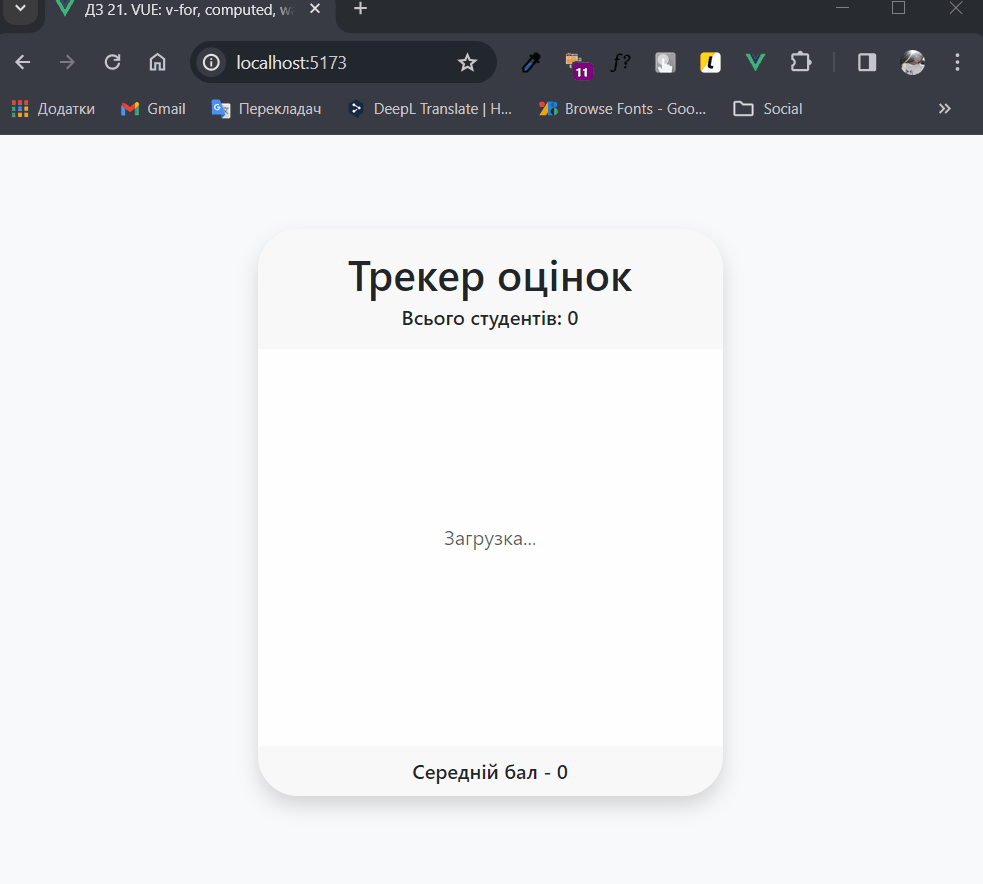 ДЗ 21. VUE: v-for, computed, wa
localhost:5173
11
f?
L
Додатки
Gmail
Перекладач
DeepL Translate | H...
Browse Fonts - Goo...
Social
Трекер оцінок
Всього студентів: 0
Загрузка...
Середній бал - 0